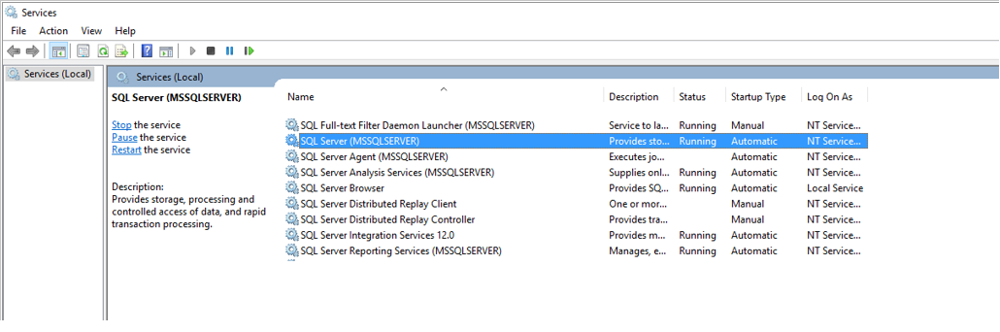 Services
File Action View Help
Services (Local)
Services (Local)
SQL Server (MSSQLSERVER)
Stop the service
Pause the service
Restart the service
Description:
Provides storage, processing and
controlled access of data, and rapid
transaction processing.
Name Description Status Startup Type Log On As
SQL Full-text Filter Daemon Launcher (MSSQLSERVER) Service to la... Running Manual NT Service...
SQL Server (MSSQLSERVER) Provides sto... Running Automatic NT Service...
SQL Server Agent (MSSQLSERVER) Executes jo... Automatic NT Service...
SQL Server Analysis Services (MSSQLSERVER) Supplies onl... Running Automatic NT Service...
SQL Server Browser Provides SQ... Running Automatic Local Service
SQL Server Distributed Replay Client One or mor... Manual NT Service...
SQL Server Distributed Replay Controller Provides tra... Manual NT Service...
SQL Server Integration Services 12.0 Provides m... Running Automatic NT Service...
SQL Server Reporting Services (MSSQLSERVER) Manages, e... Running Automatic NT Service...